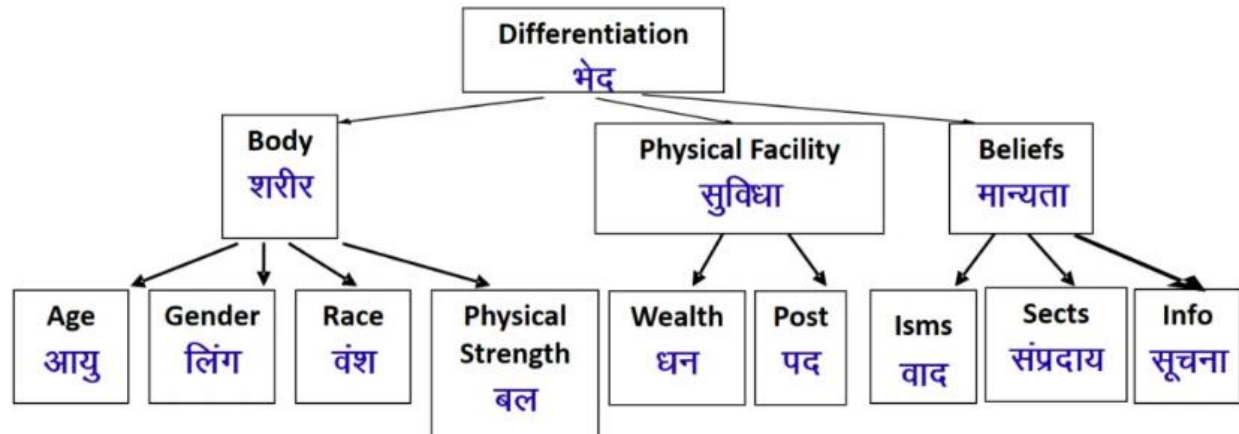 Differentiation
भेद
Body
शरीर
Physical Facility
सुविधा
Beliefs
मान्यता
Age
आयु
Gender
लिंग
Race
वंश
Physical
Strength
बल
Wealth
धन
Post
पद
Isms
वाद
Sects
संप्रदाय
Info
सूचना